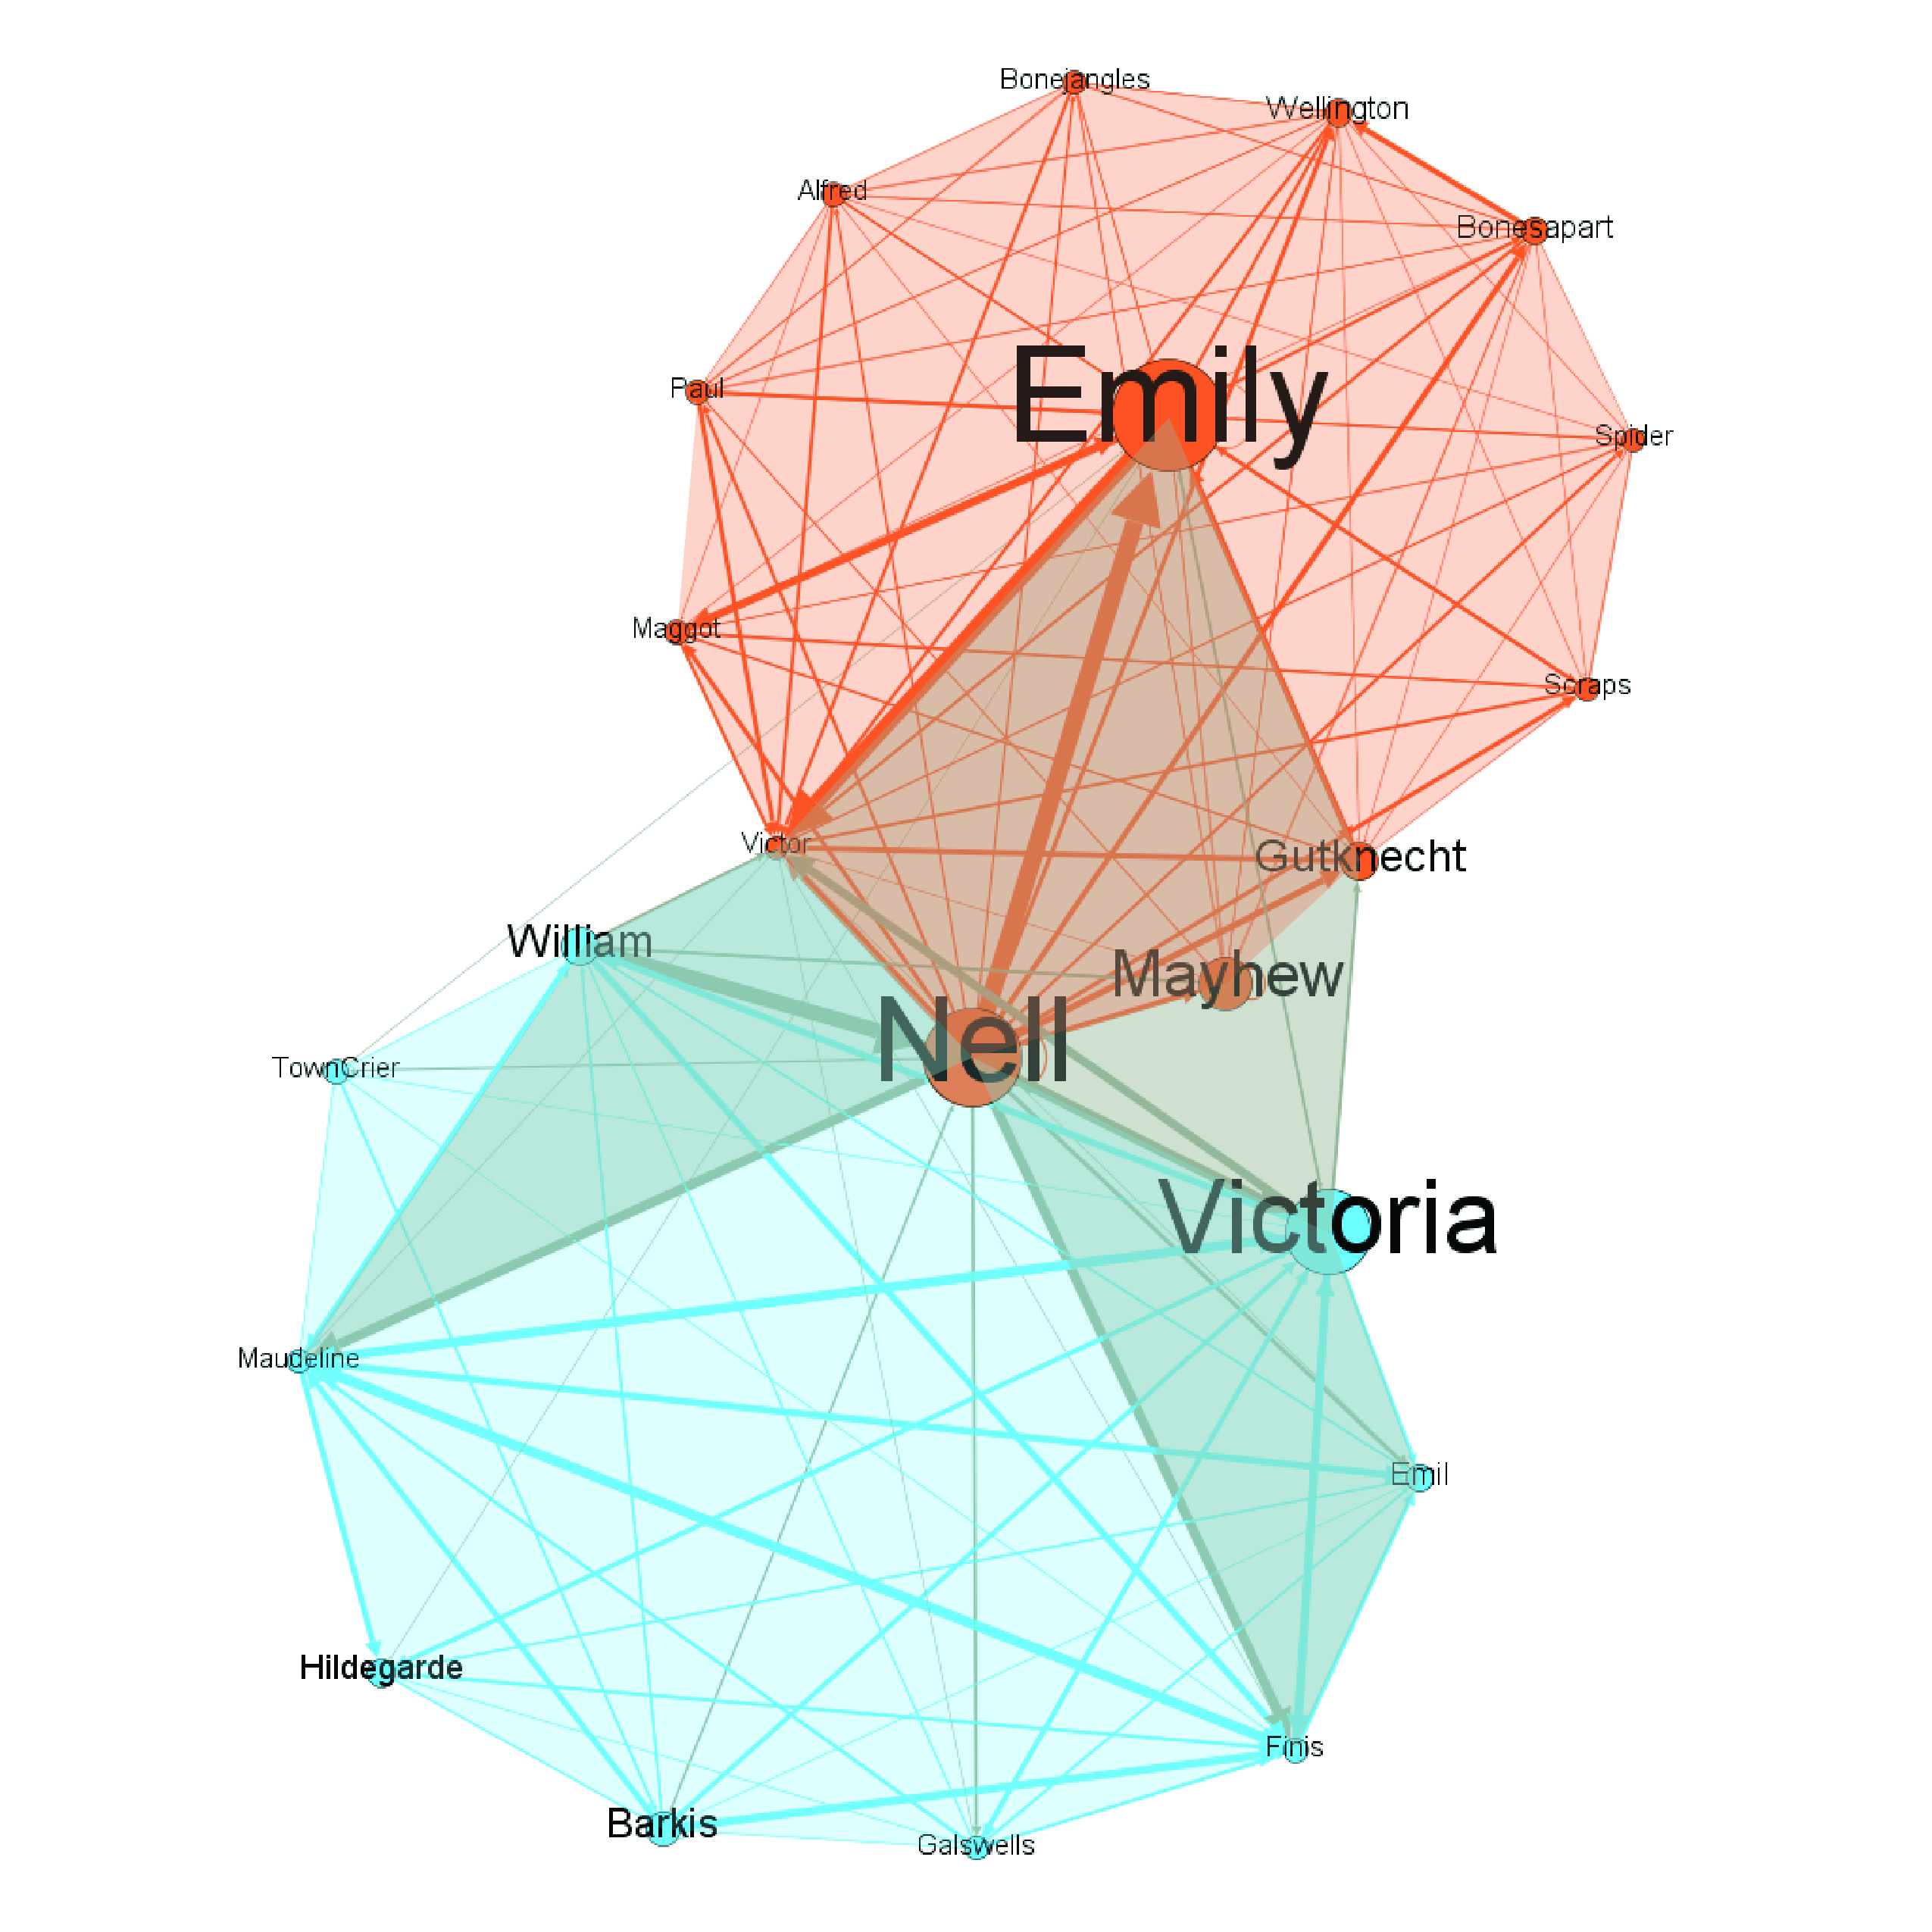 Bonejangles
Wellington
Alfred
Bonesapart
Emily
Paul
Spider
Maggot
Scraps
Victor
Gutknecht
William
Mayhew
Nell
TownCrier
Victoria
Maudeline
Emil
Hildegarde
Finis
Barkis
Galswells